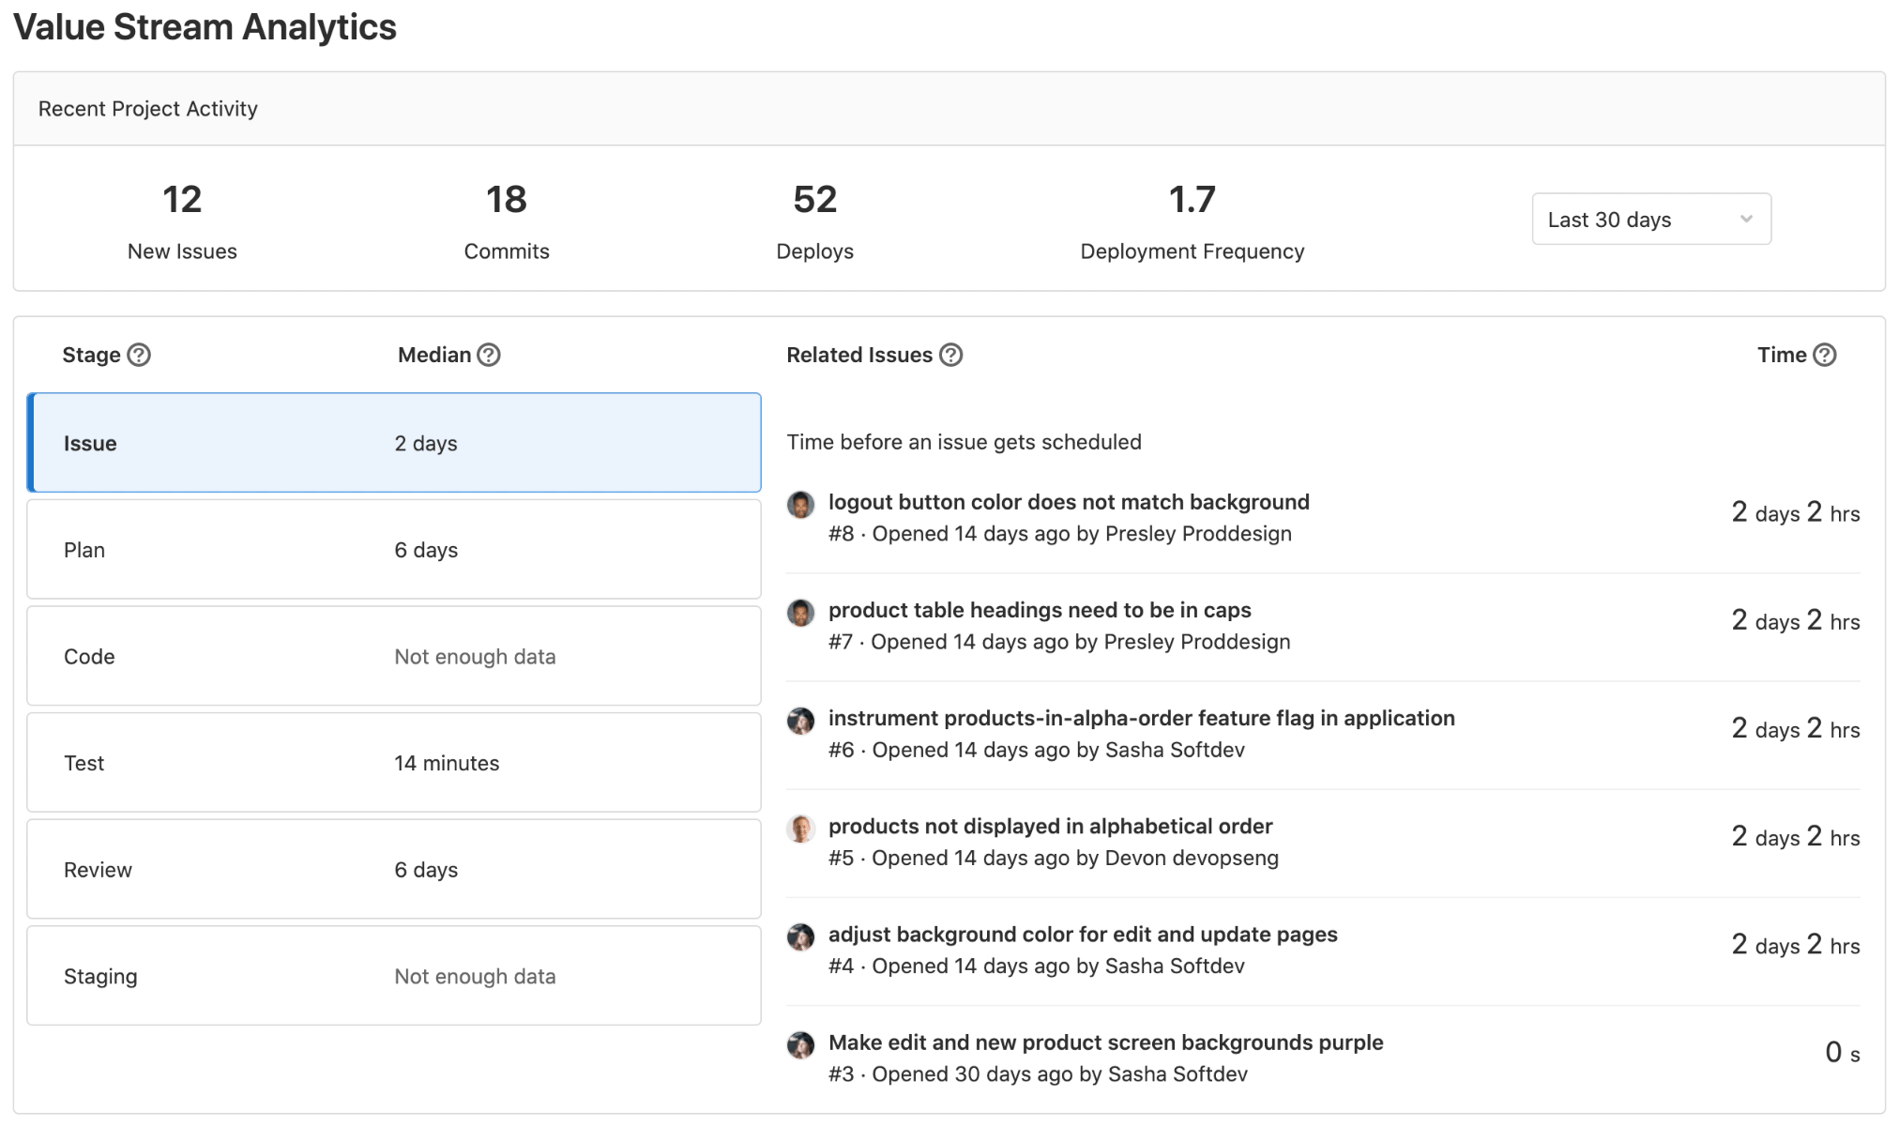 Value Stream Analytics
Recent Project Activity
12
New Issues
18
Commits
52
Deploys
1.7
Deployment Frequency
Last 30 days
Stage
Median
Issue 2 days
Plan 6 days
Code Not enough data
Test 14 minutes
Review 6 days
Staging Not enough data
Related Issues
Time
Time before an issue gets scheduled
logout button color does not match background
#8 · Opened 14 days ago by Presley Proddesign
2 days 2 hrs
product table headings need to be in caps
#7 · Opened 14 days ago by Presley Proddesign
2 days 2 hrs
instrument products-in-alpha-order feature flag in application
#6 · Opened 14 days ago by Sasha Softdev
2 days 2 hrs
products not displayed in alphabetical order
#5 · Opened 14 days ago by Devon devopseng
2 days 2 hrs
adjust background color for edit and update pages
#4 · Opened 14 days ago by Sasha Softdev
2 days 2 hrs
Make edit and new product screen backgrounds purple
#3 · Opened 30 days ago by Sasha Softdev
0 s